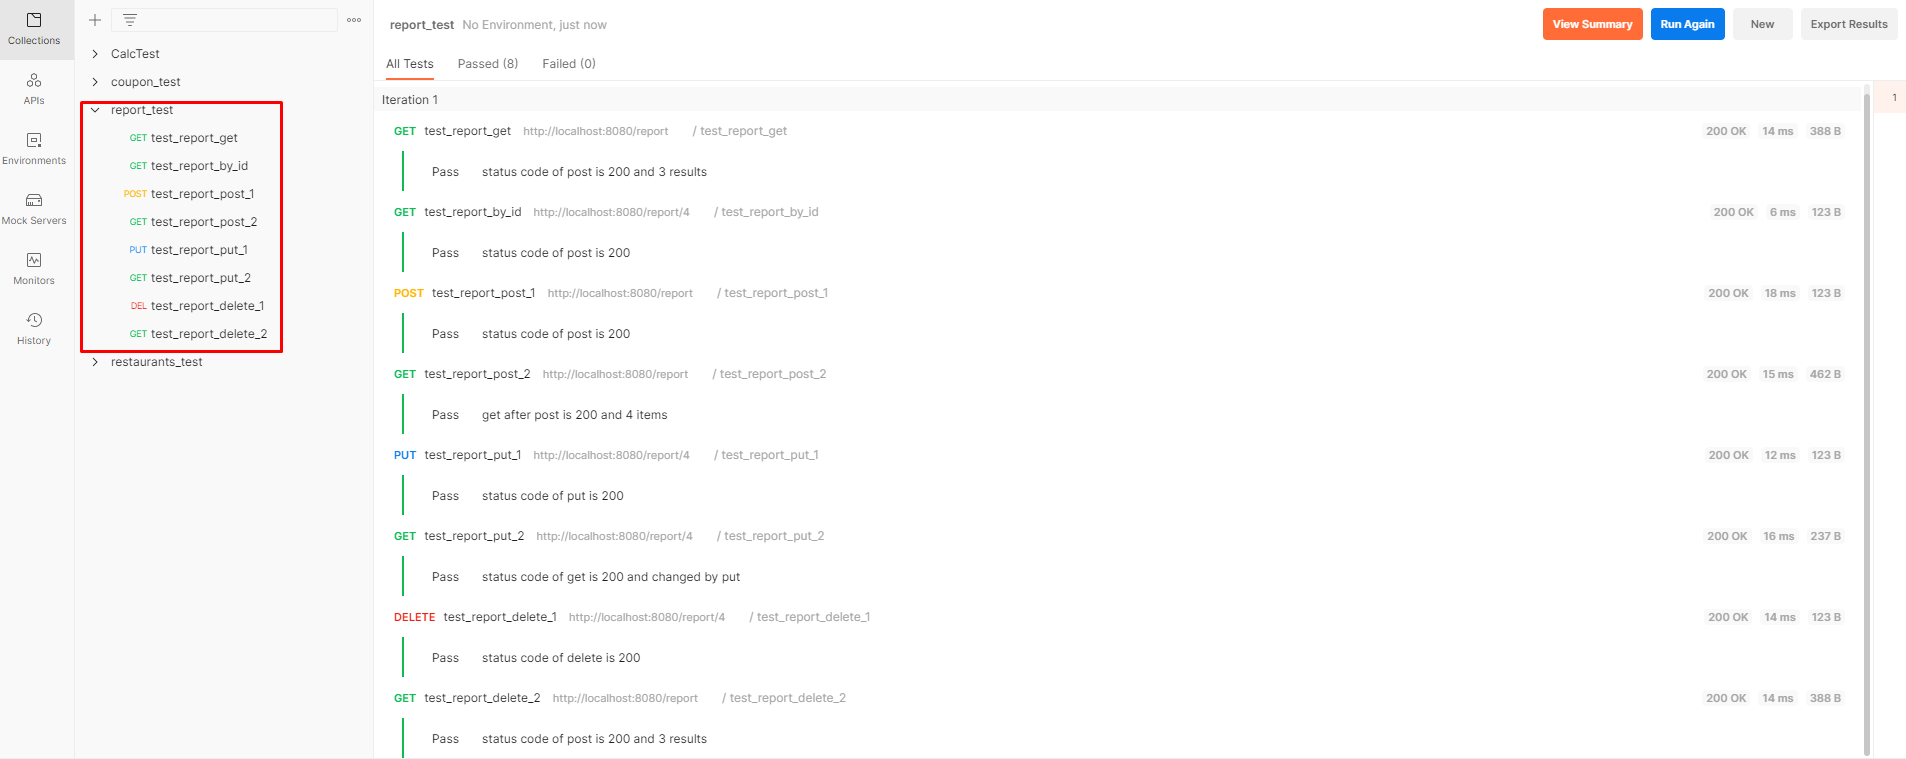 Collections
APIs
Environments
Mock Servers
Monitors
History
CalcTest
coupon_test
report_test
GET test_report_get
GET test_report_by_id
POST test_report_post_1
GET test_report_post_2
PUT test_report_put_1
GET test_report_put_2
DEL test_report_delete_1
GET test_report_delete_2
restaurants_test
report_test No Environment, just now
View Summary Run Again New Export Results
All Tests Passed (8) Failed (0)
Iteration 1
1
GET test_report_get http://localhost:8080/report / test_report_get 200 OK 14 ms 388 B
Pass status code of post is 200 and 3 results
GET test_report_by_id http://localhost:8080/report/4 / test_report_by_id 200 OK 6 ms 123 B
Pass status code of post is 200
POST test_report_post_1 http://localhost:8080/report / test_report_post_1 200 OK 18 ms 123 B
Pass status code of post is 200
GET test_report_post_2 http://localhost:8080/report / test_report_post_2 200 OK 15 ms 462 B
Pass get after post is 200 and 4 items
PUT test_report_put_1 http://localhost:8080/report/4 / test_report_put_1 200 OK 12 ms 123 B
Pass status code of put is 200
GET test_report_put_2 http://localhost:8080/report/4 / test_report_put_2 200 OK 16 ms 237 B
Pass status code of get is 200 and changed by put
DELETE test_report_delete_1 http://localhost:8080/report/4 / test_report_delete_1 200 OK 14 ms 123 B
Pass status code of delete is 200
GET test_report_delete_2 http://localhost:8080/report / test_report_delete_2 200 OK 14 ms 388 B
Pass status code of post is 200 and 3 results